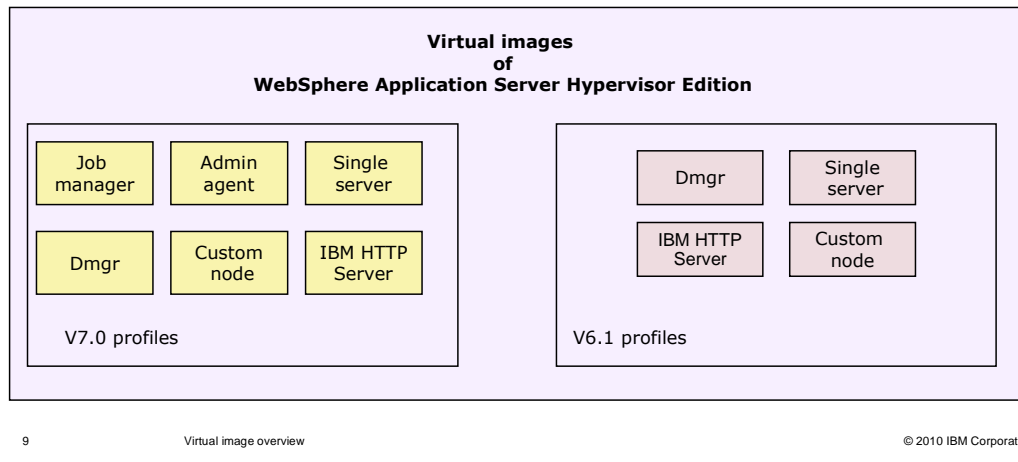 Virtual images
of
WebSphere Application Server Hypervisor Edition
Job
manager
Admin
agent
Single
server
Dmgr
Custom
node
IBM HTTP
Server
V7.0 profiles
Dmgr
Single
server
IBM HTTP
Server
Custom
node
V6.1 profiles
9
Virtual image overview
© 2010 IBM Corporat